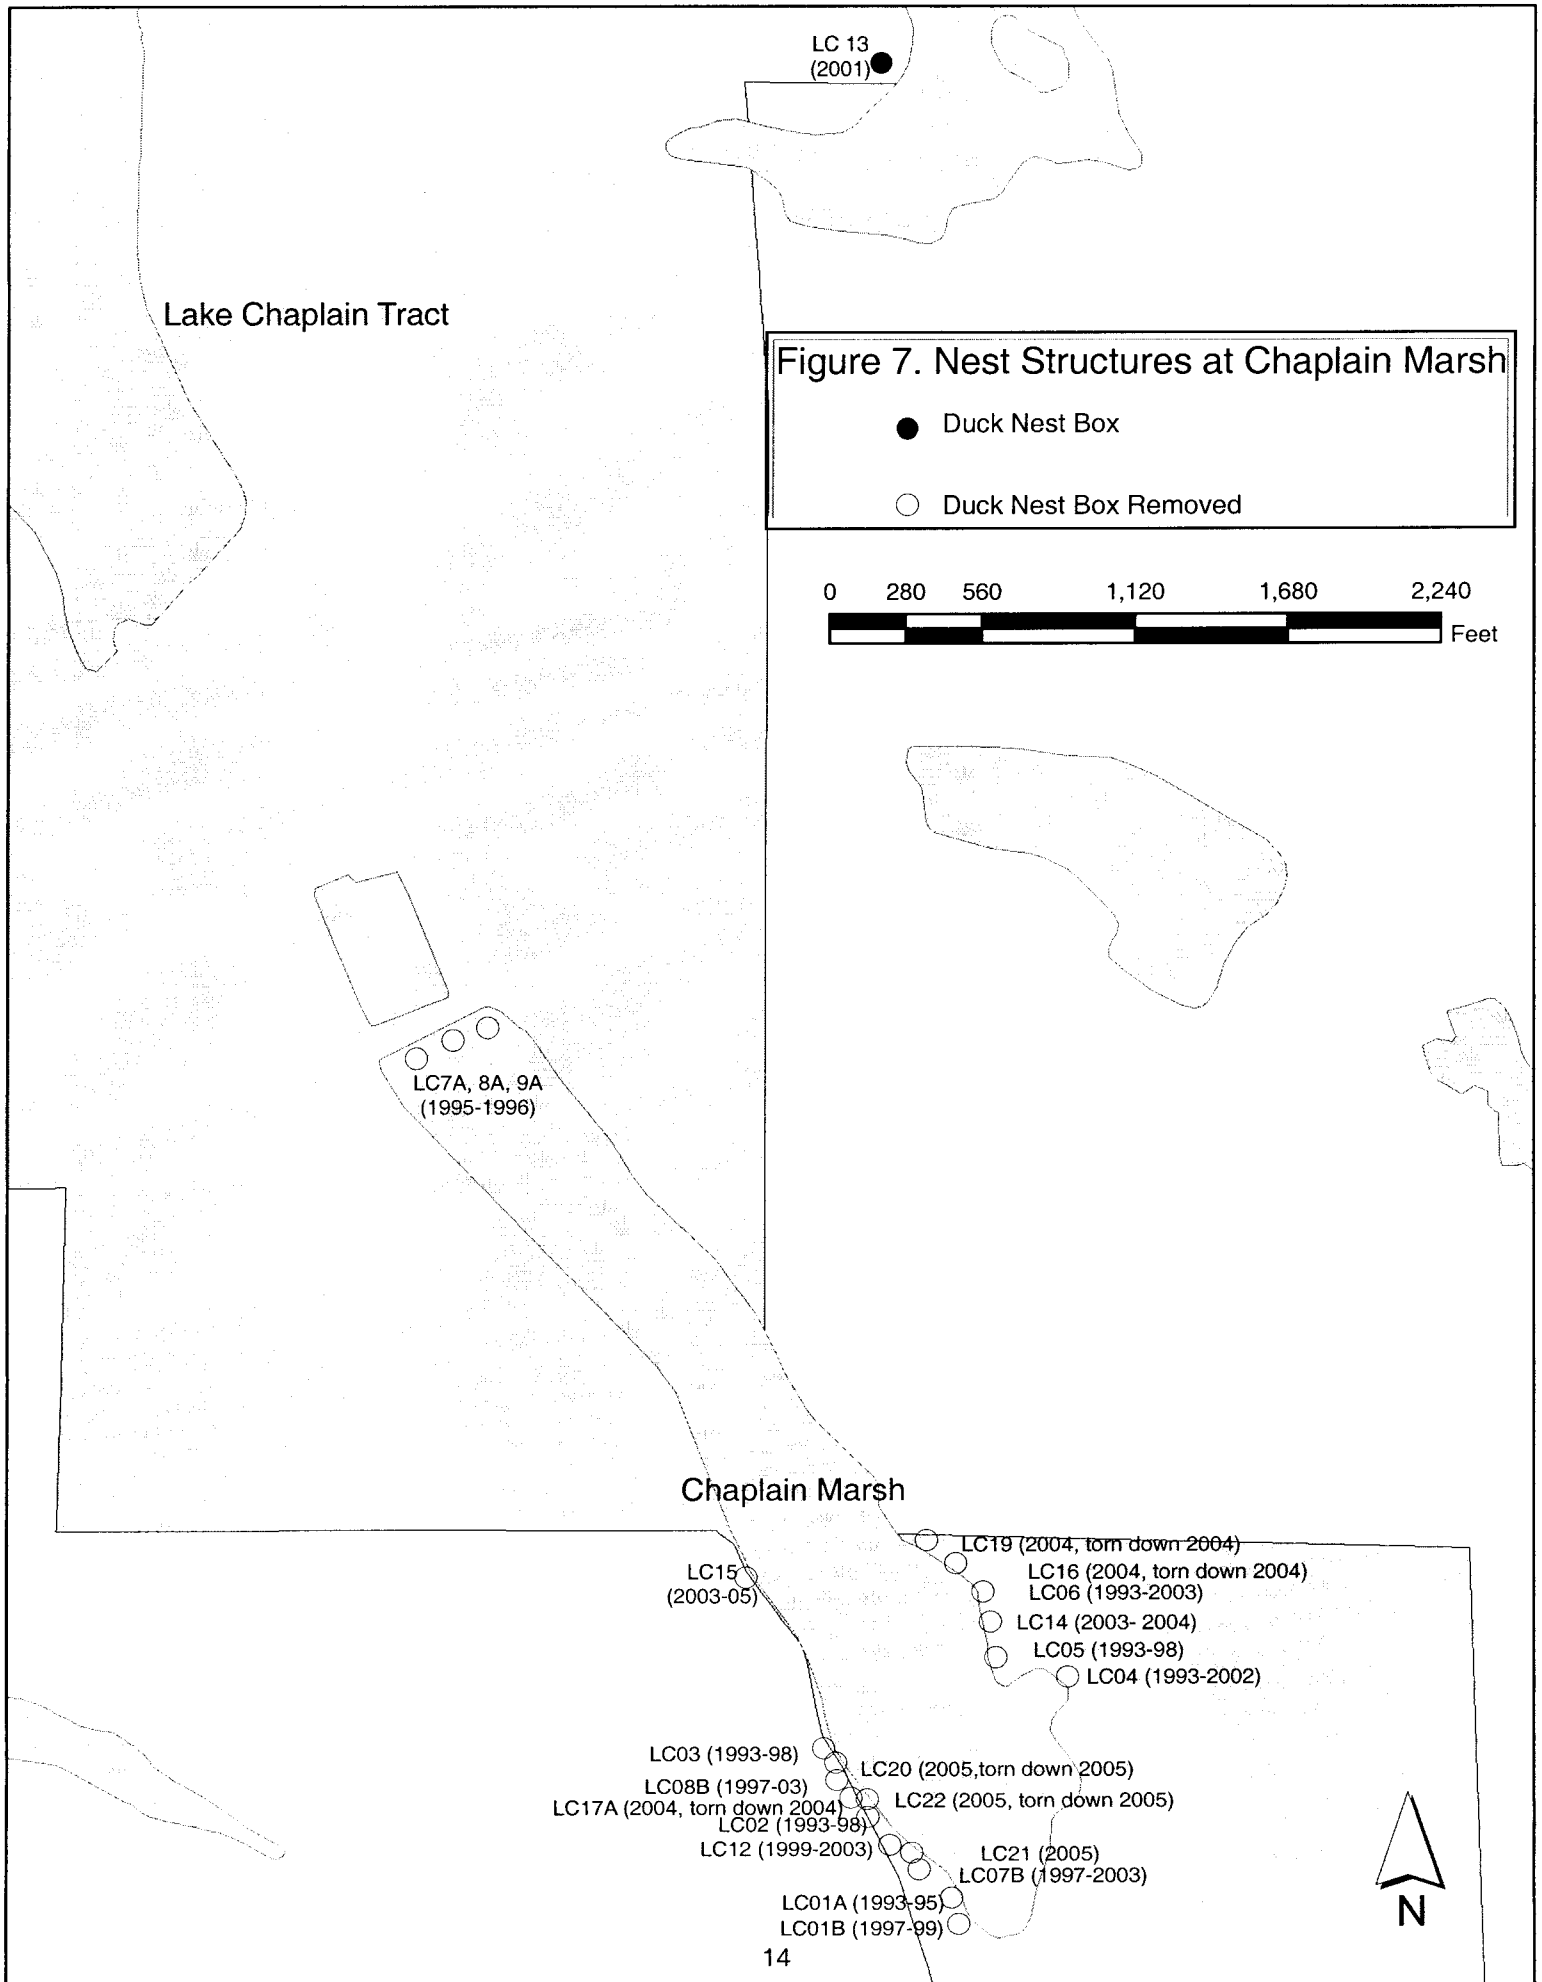 LC 13
(2001)
Lake Chaplain Tract
Figure 7. Nest Structures at Chaplain Marsh
Duck Nest Box
Duck Nest Box Removed
0 280 560 1,120 1,680 2,240
Feet
LC7A, 8A, 9A
(1995-1996)
Chaplain Marsh
LC19 (2004, torn down 2004)
LC16 (2004, torn down 2004)
LC15
(2003-05)
LC06 (1993-2003)
LC14 (2003- 2004)
LC05 (1993-98)
LC04 (1993-2002)
LC03 (1993-98)
LC20 (2005,torn down 2005)
LC08B (1997-03)
LC22 (2005, torn down 2005)
LC17A (2004, torn down 2004)
LC02 (1993-98)
LC12 (1999-2003)
LC21 (2005)
LC07B (1997-2003)
LC01A (1993-95)
LC01B (1997-99)
N
14